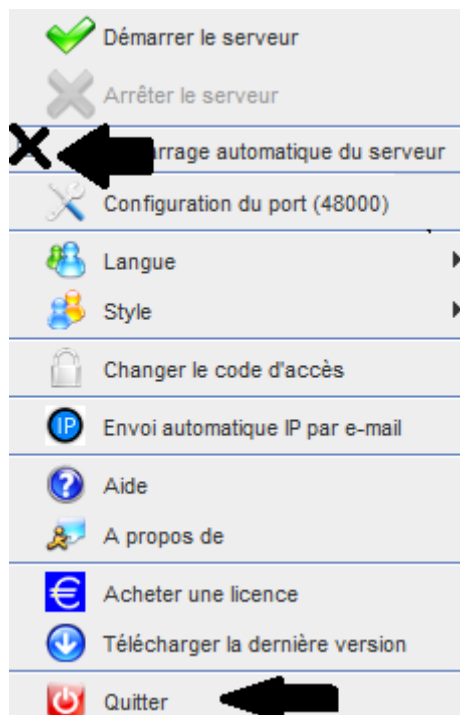 Démarrer le serveur
Arrêter le serveur
rrage automatique du serveur
Configuration du port (48000)
Langue
Style
Changer le code d'accès
IP Envoi automatique IP par e-mail
? Aide
A propos de
€ Acheter une licence
Télécharger la dernière version
Quitter